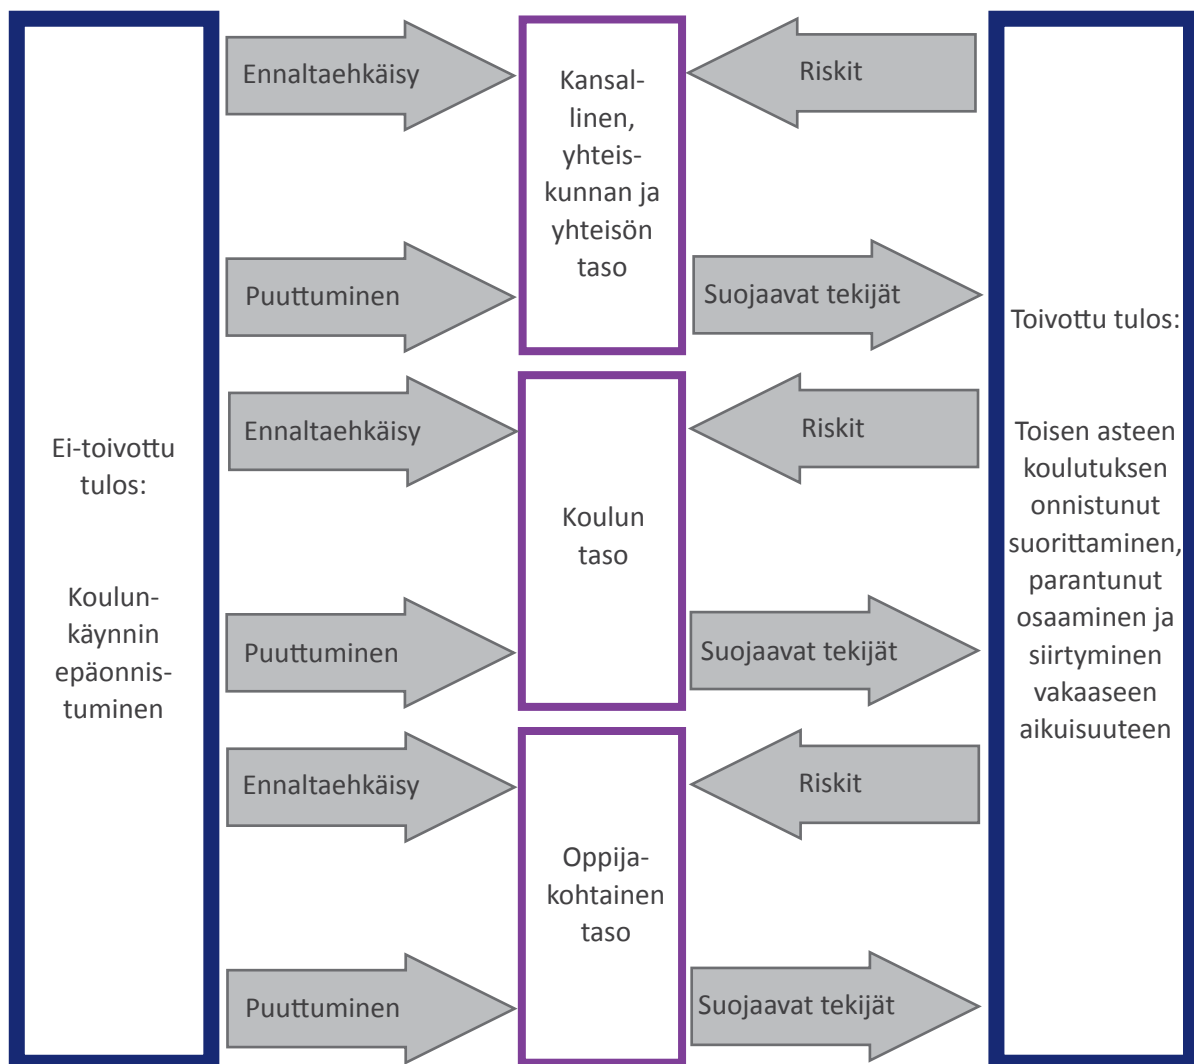 Ei-toivottu
tulos:
Koulun-
käynnin
epäonnis-
tuminen
Ennaltaehkäisy
Puuttuminen
Kansal-
linen,
yhteis-
kunnan ja
yhteisön
taso
Riskit
Suojaavat tekijät
Ennaltaehkäisy
Puuttuminen
Koulun
taso
Riskit
Suojaavat tekijät
Ennaltaehkäisy
Puuttuminen
Oppija-
kohtainen
taso
Riskit
Suojaavat tekijät
Toivottu tulos:
Toisen asteen
koulutuksen
onnistunut
suorittaminen,
parantunut
osaaminen ja
siirtyminen
vakaaseen
aikuisuuteen